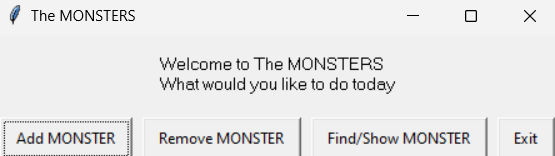 The MONSTERS
Welcome to The MONSTERS
What would you like to do today
Add MONSTER Remove MONSTER Find/Show MONSTER Exit